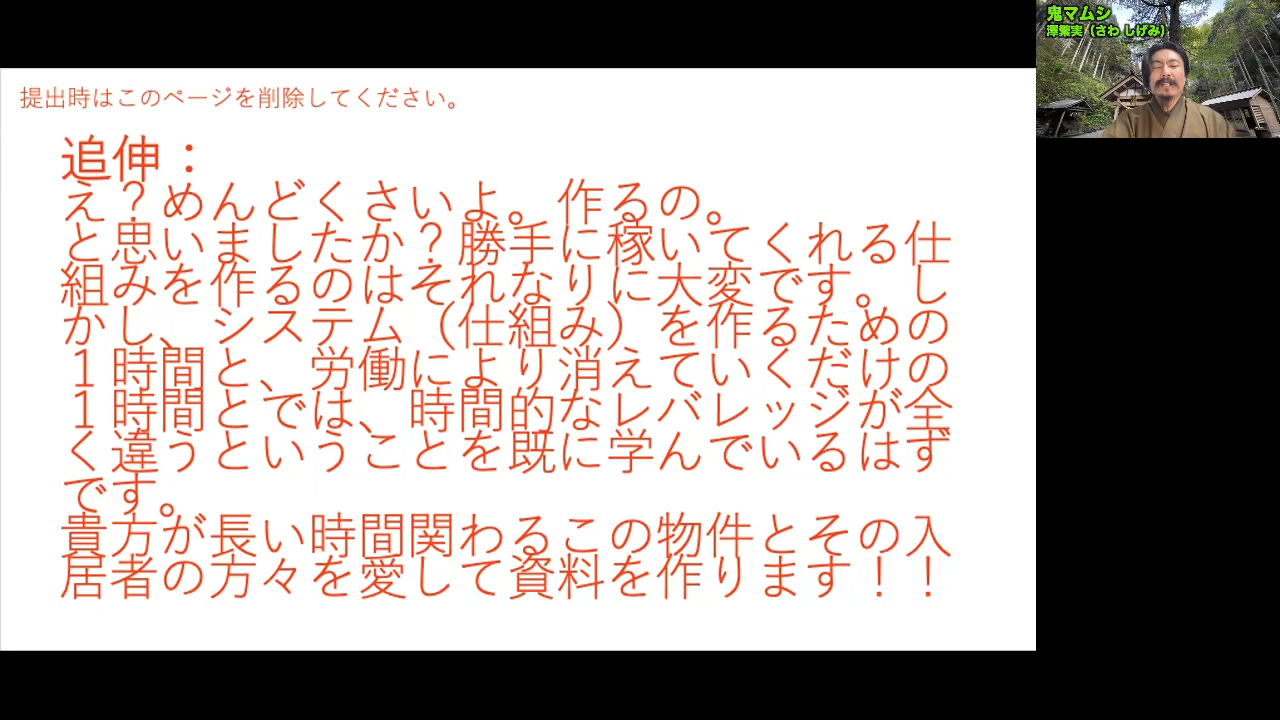 提出時はこのページを削除してください。
追伸：
え？めんどくさいよ。作るの。
と思いましたか？勝手に稼いてくれる仕
組みを作るのはそれなりに大変です。し
かし、システム（仕組み）を作るための
１時間と、労働により消えていくだけの
１時間とでは、時間的なレバレッジが全
く違うということを既に学んでいるはず
です。
貴方が長い時間関わるこの物件とその入
居者の方々を愛して資料を作ります！！
鬼マムシ
澤繁実（さわ しげみ）